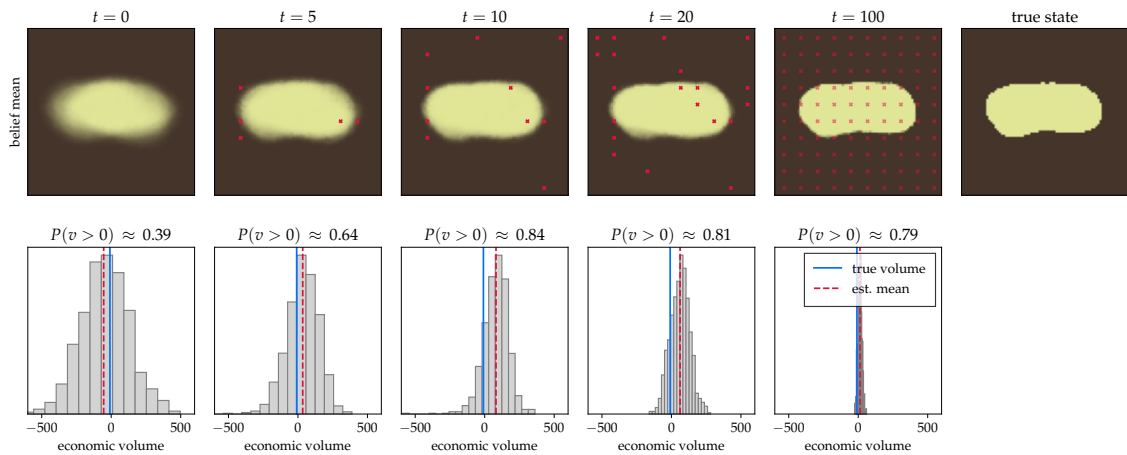 t = 0 t = 5 t = 10 t = 20 t = 100 true state
belief mean
P(v > 0) ≈ 0.39 P(v > 0) ≈ 0.64 P(v > 0) ≈ 0.84 P(v > 0) ≈ 0.81 P(v > 0) ≈ 0.79
true volume
est. mean
−500 0 500 −500 0 500 −500 0 500 −500 0 500 −500 0 500
economic volume economic volume economic volume economic volume economic volume